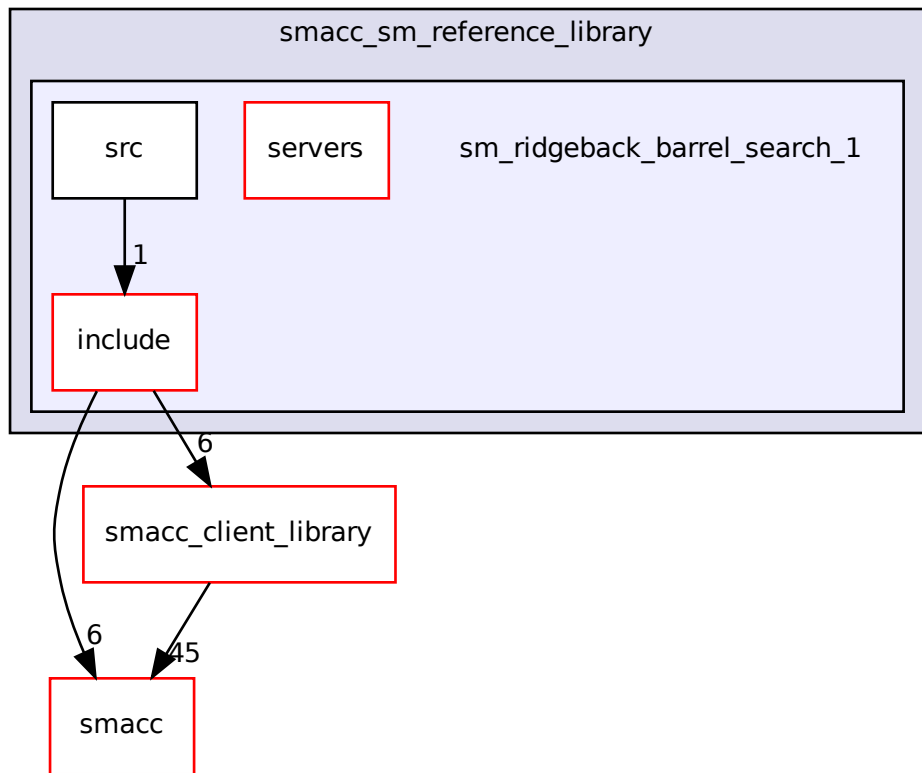 smacc_sm_reference_library
src
servers
sm_ridgeback_barrel_search_1
1
include
6
smacc_client_library
6
45
smacc